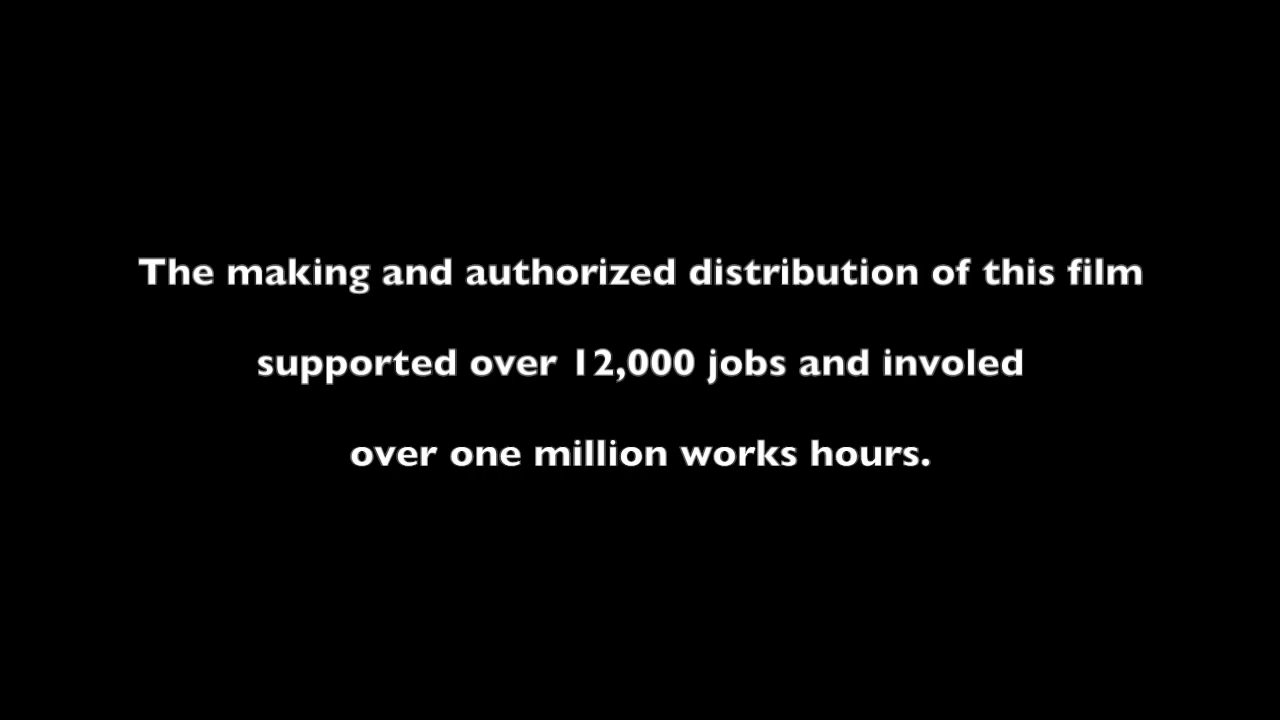 The making and authorized distribution of this film
supported over 12,000 jobs and involed
over one million works hours.